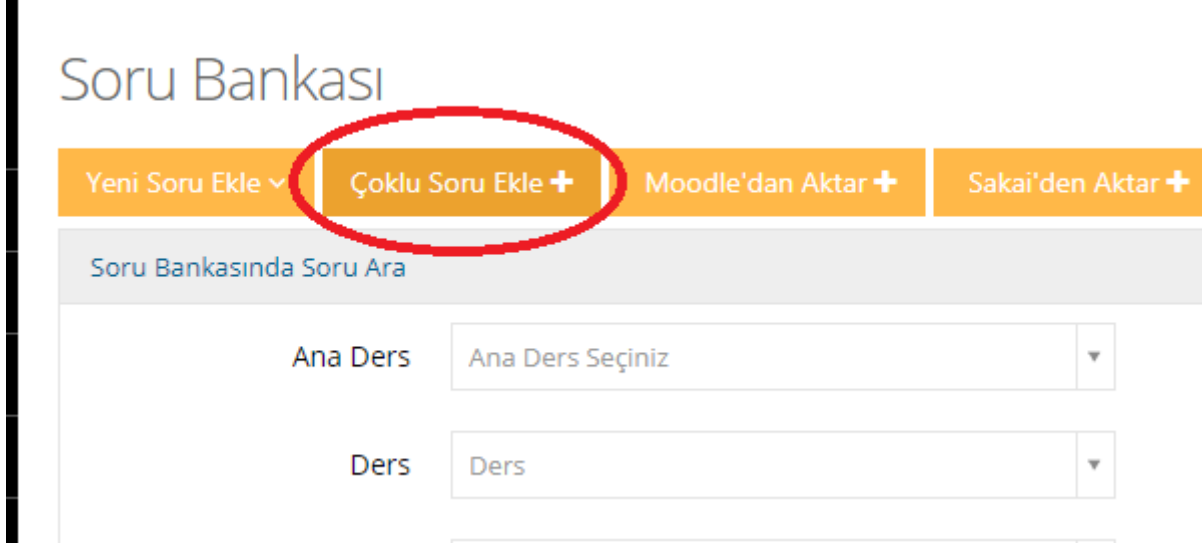 Soru Bankası
Yeni Soru Ekle Çoklu Soru Ekle Moodle'dan Aktar Sakai'den Aktar
Soru Bankasında Soru Ara
Ana Ders Ana Ders Seçiniz
Ders Ders